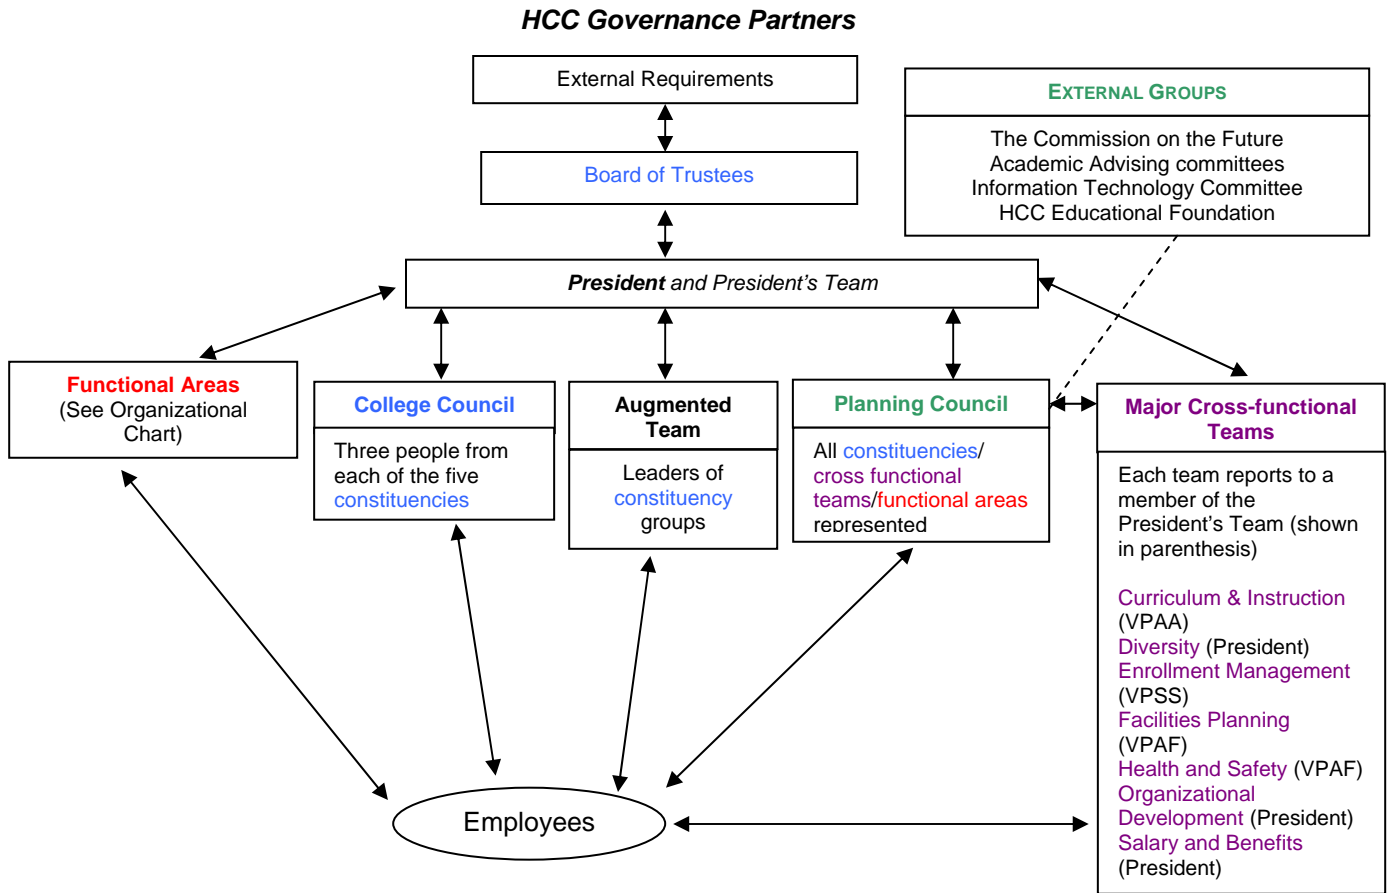 HCC Governance Partners
External Requirements
EXTERNAL GROUPS
The Commission on the Future
Academic Advising committees
Information Technology Committee
HCC Educational Foundation
Board of Trustees
President and President’s Team
Functional Areas
(See Organizational
Chart)
College Council
Three people from
each of the five
constituencies
Augmented
Team
Leaders of
constituency
groups
Planning Council
All constituencies/
cross functional
teams/functional areas
represented
Major Cross-functional
Teams
Each team reports to a
member of the
President’s Team (shown
in parenthesis)
Curriculum & Instruction
(VPAA)
Diversity (President)
Enrollment Management
(VPSS)
Facilities Planning
(VPAF)
Health and Safety (VPAF)
Organizational
Development (President)
Salary and Benefits
(President)
Employees